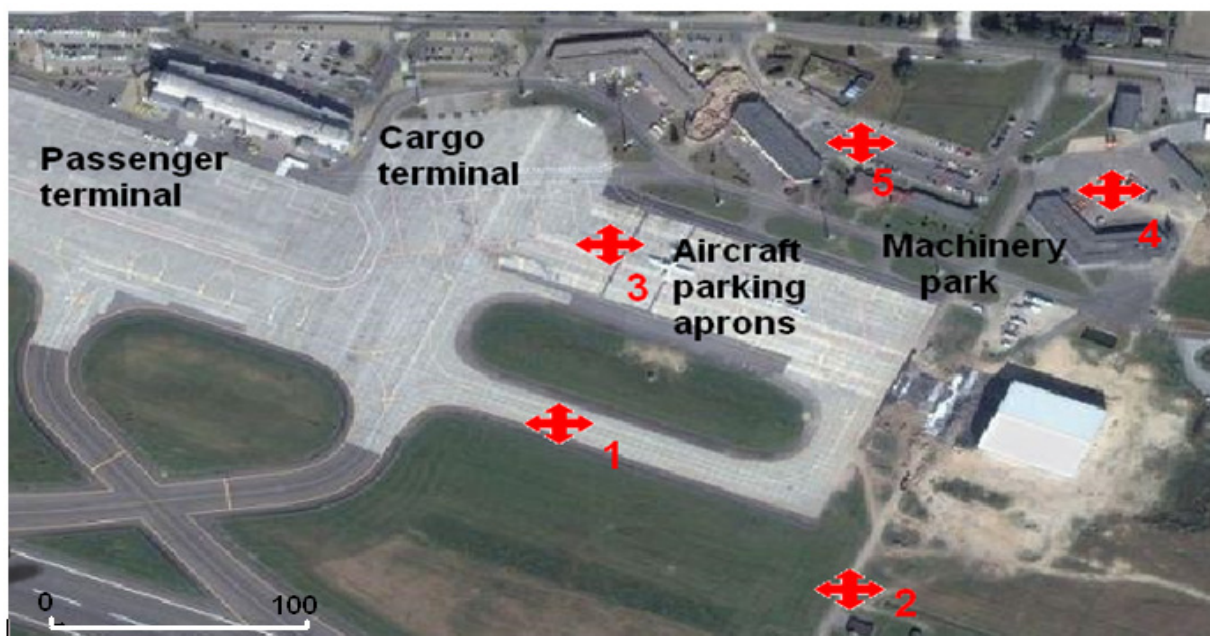 Passenger
terminal
Cargo
terminal
5
4
3
Aircraft
parking
aprons
Machinery
park
1
2
0
100